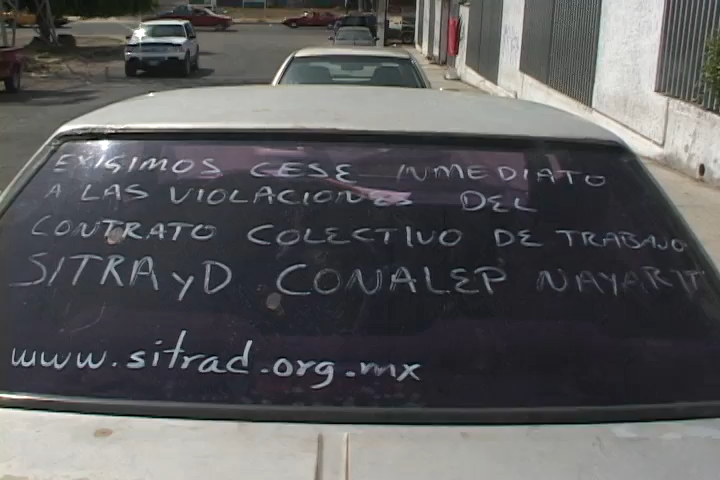 EXIGIMOS CESE INMEDIATO
A LAS VIOLACIONES DEL
CONTRATO COLECTIVO DE TRABAJO
SITRAyD CONALEP NAYARIT
www.sitrad.org.mx